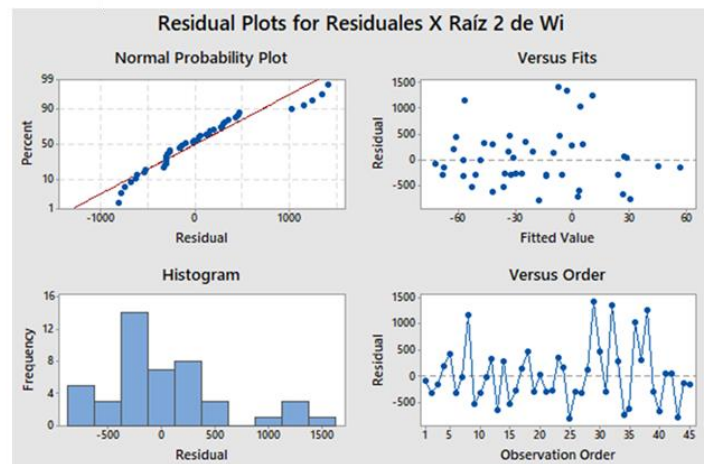 Residual Plots for Residuales X Raíz 2 de Wi
Normal Probability Plot
99
90
50
10
1
Percent
-1000 0 1000
Residual
Versus Fits
1500
1000
500
0
-500
Residual
-60 -30 0 30 60
Fitted Value
Histogram
16
12
8
4
0
Frequency
-500 0 500 1000 1500
Residual
Versus Order
1500
1000
500
0
-500
Residual
1 5 10 15 20 25 30 35 40 45
Observation Order